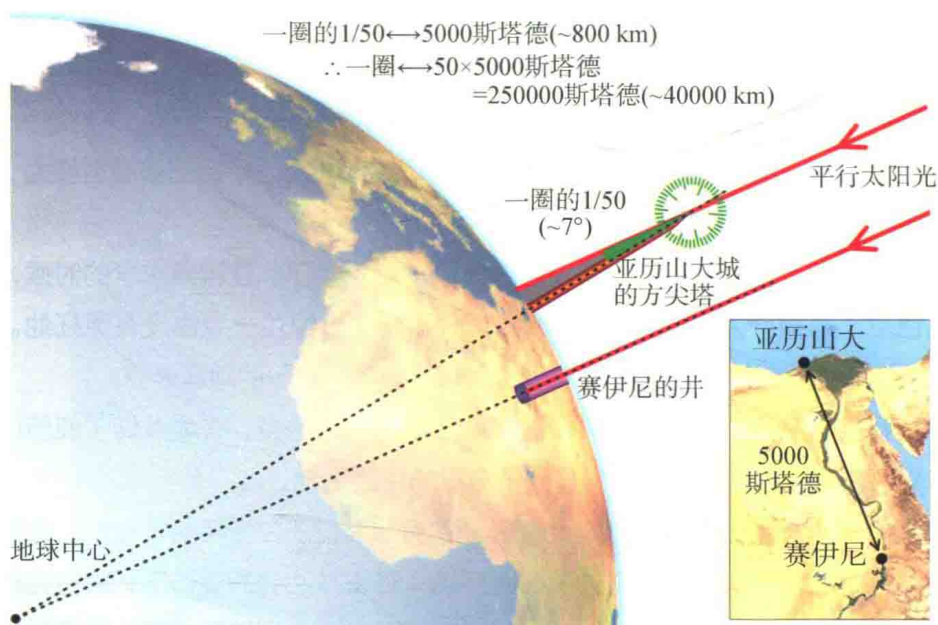 一圈的1/50⟷5000斯塔德(~800 km)
∴一圈⟷50×5000斯塔德
=250000斯塔德(~40000 km)
平行太阳光
一圈的1/50
(~7°)
亚历山大城
的方尖塔
赛伊尼的井
亚历山大
5000
斯塔德
赛伊尼
地球中心